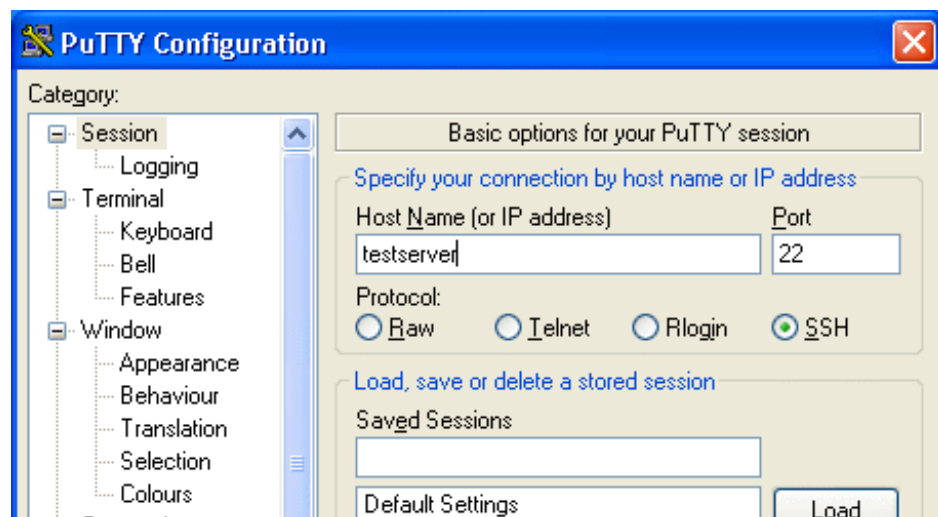 PuTTY Configuration
Category:
Session
Logging
Terminal
Keyboard
Bell
Features
Window
Appearance
Behaviour
Translation
Selection
Colours
Basic options for your PuTTY session
Specify your connection by host name or IP address
Host Name (or IP address) Port
testserver 22
Protocol:
Raw Telnet Rlogin SSH
Load, save or delete a stored session
Saved Sessions
Default Settings
Load